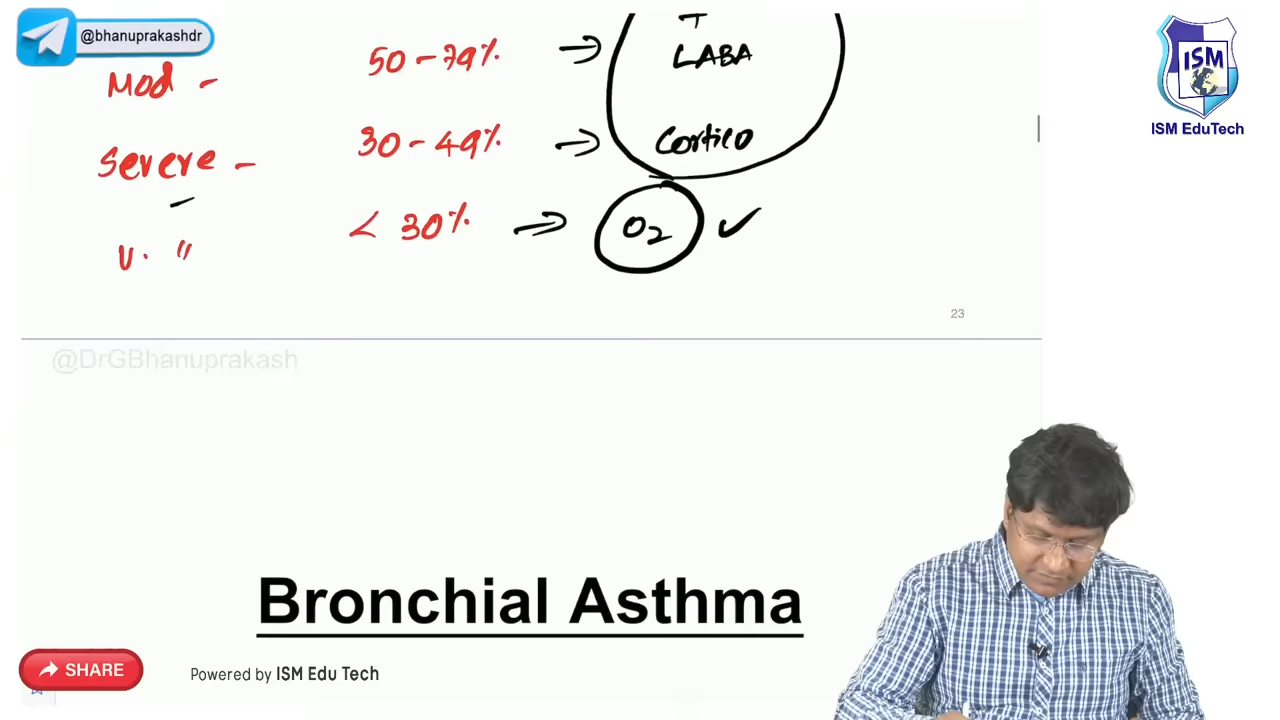 @bhanuprakashdr
ISM
ISM EduTech
+
50 - 79% → LABA
Mod -
30 - 49% → Cortico
Severe -
< 30% → O2 ✓
V. "
23
@DrGBhanuprakash
Bronchial Asthma
SHARE
Powered by ISM Edu Tech